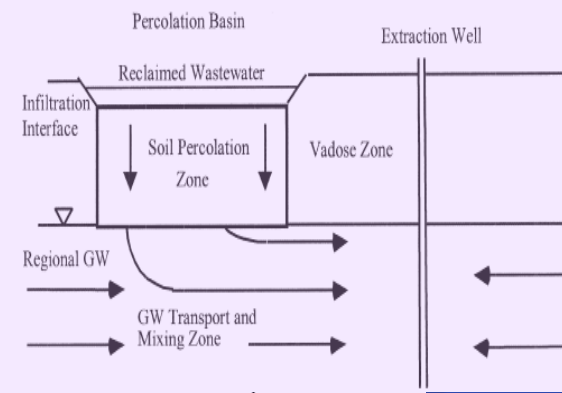 Percolation Basin
Extraction Well
Reclaimed Wastewater
Infiltration
Interface
Soil Percolation
Zone
Vadose Zone
Regional GW
GW Transport and
Mixing Zone